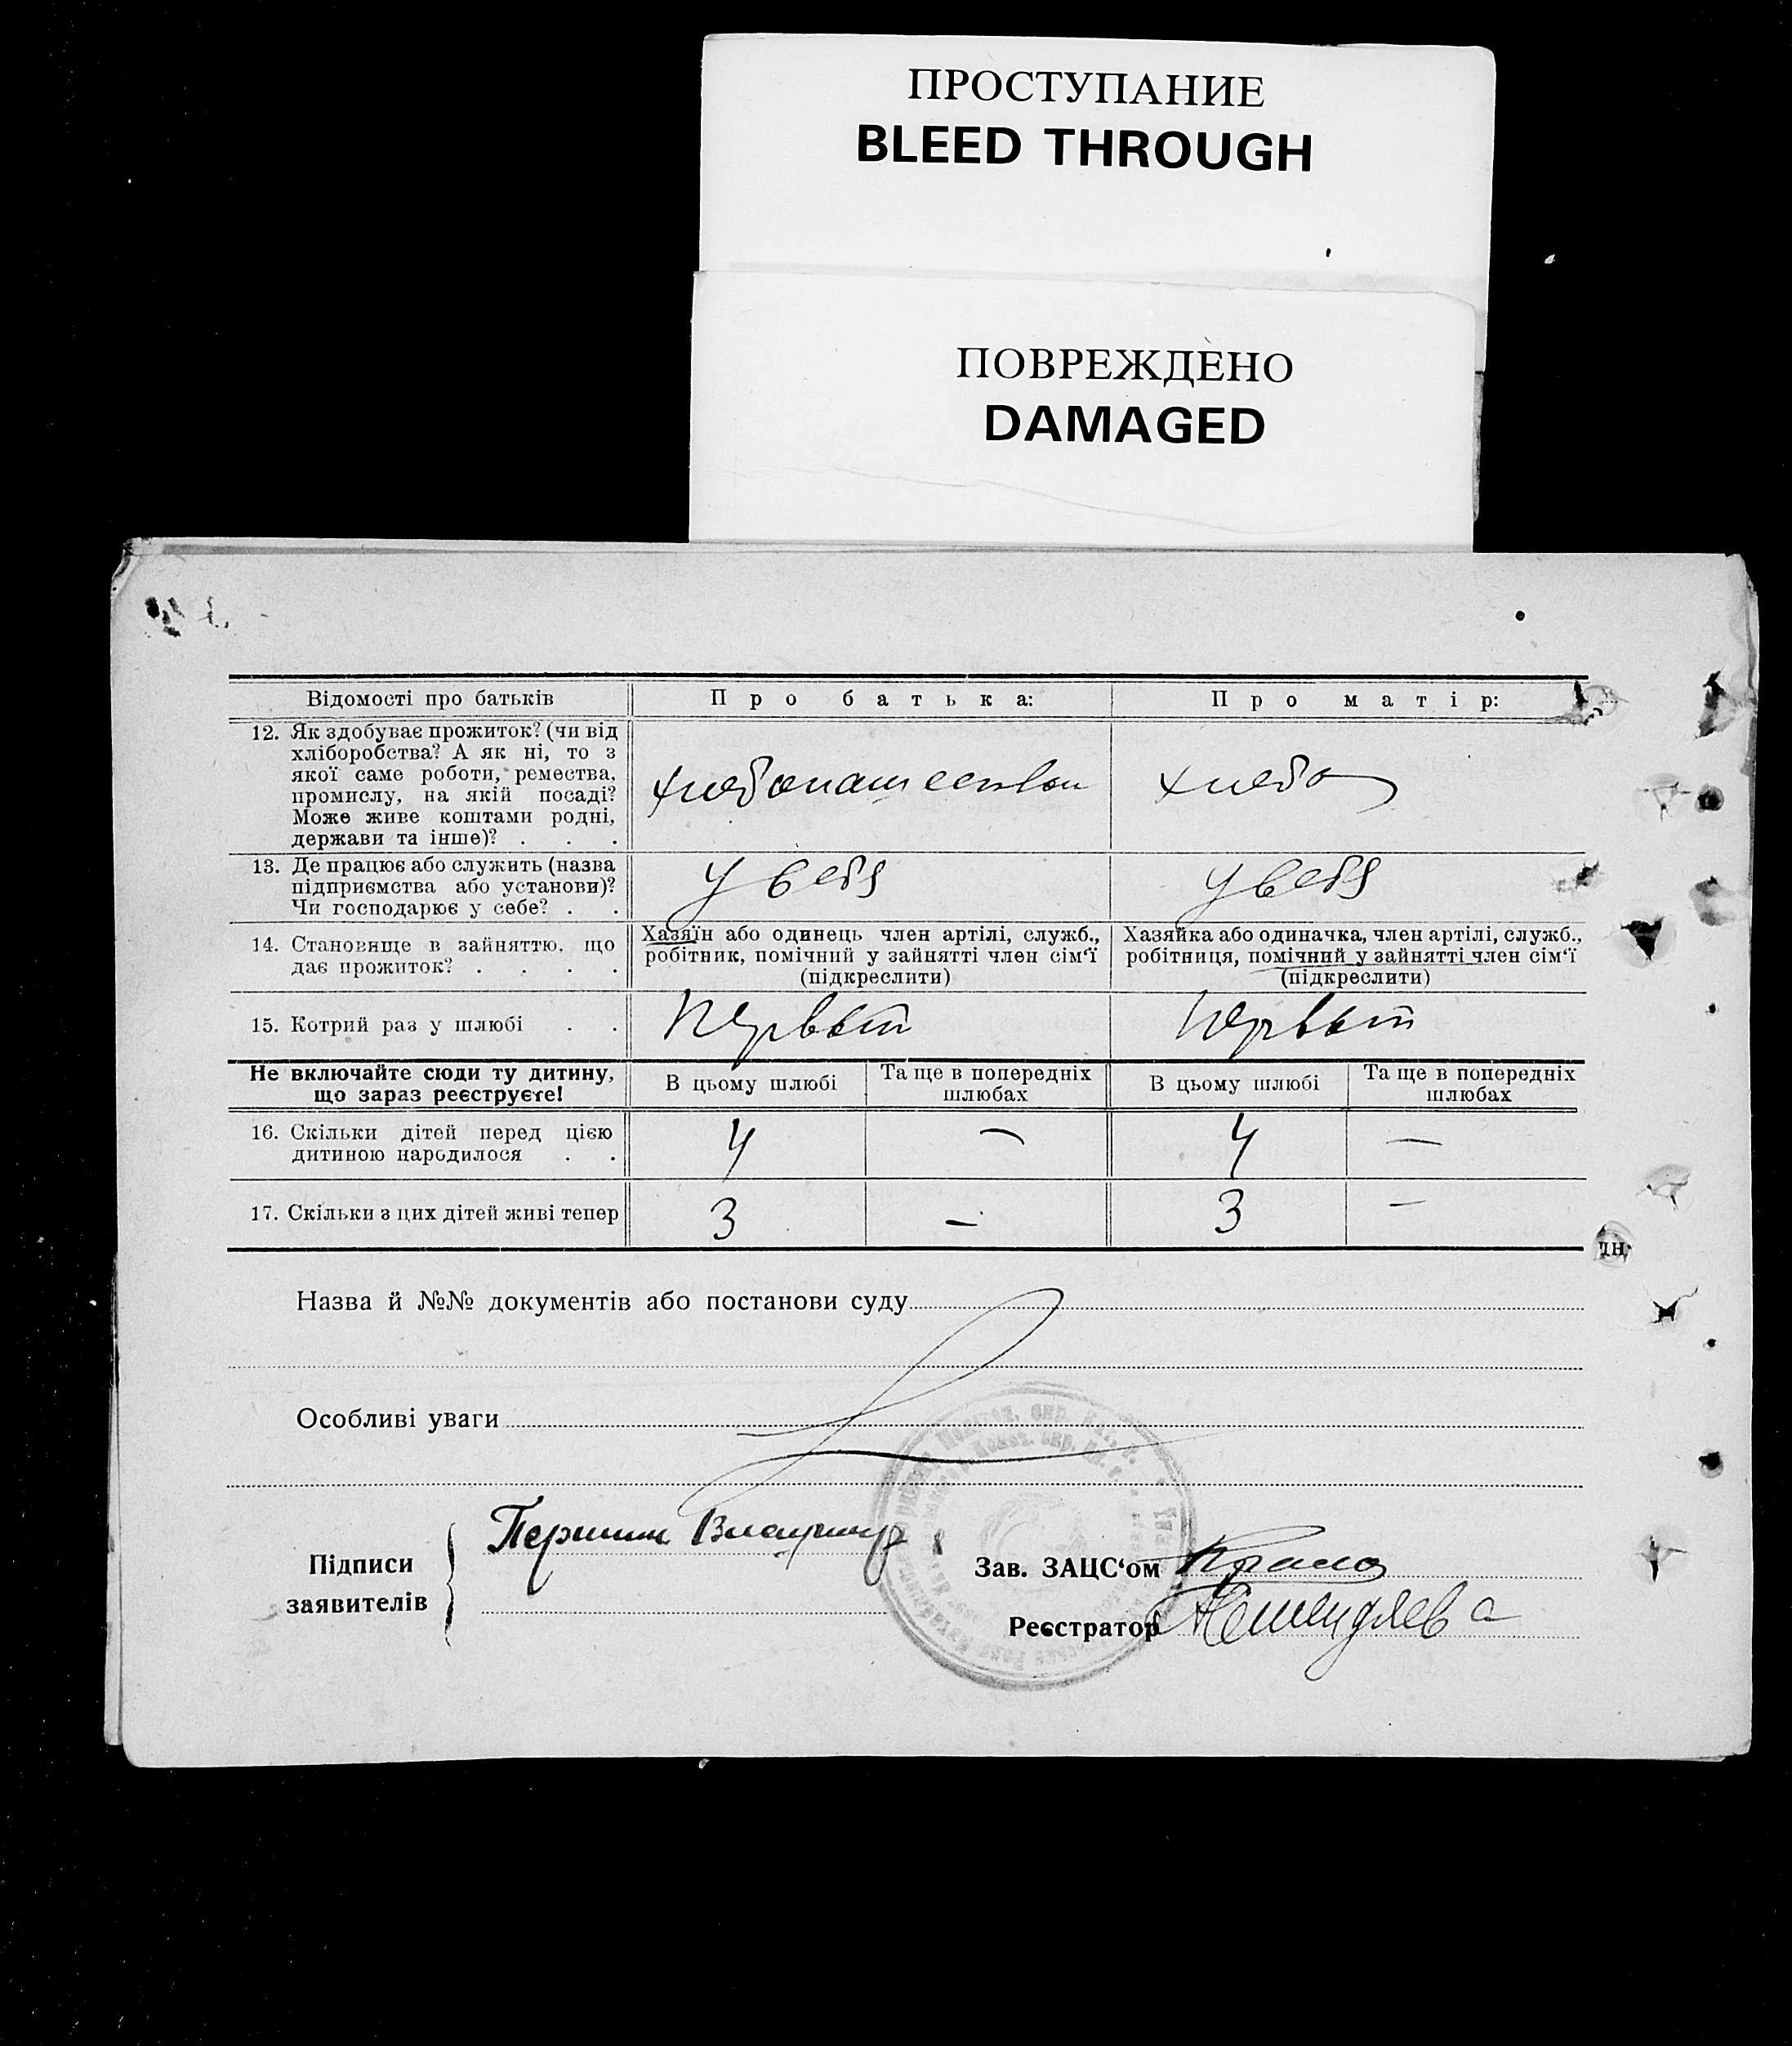 ПРОСТУПАНИЕ
BLEED THROUGH
ПОВРЕЖДЕНО
DAMAGED
Відомості про батьків
Про батька:
Про матір:
12. Як здобуває прожиток? (чи від
хліборобства? А як ні, то з
якої саме роботи, ремества,
промислу, на якій посаді?
Може живе коштами родні,
держави та інше)? . . .
хлебопашеством
хлебо
13. Де працює або служить (назва
підприємства або установи)?
Чи господарює у себе? . .
у себя
у себя
14. Становище в зайняттю, що
дає прожиток? . . . .
Хазяїн або одинець член артілі, служб.,
робітник, помічний у зайнятті член сім'ї
(підкреслити)
Хазяйка або одиначка, член артілі, служб.,
робітниця, помічний у зайнятті член сім'ї
(підкреслити)
15. Котрий раз у шлюбі . .
Первый
Первый
Не включайте сюди ту дитину,
що зараз реєструєте!
В цьому шлюбі
Та ще в попередніх
шлюбах
В цьому шлюбі
Та ще в попередніх
шлюбах
16. Скільки дітей перед цією
дитиною народилося . .
4
—
4
—
17. Скільки з цих дітей живі тепер
3
—
3
—
дн.
Назва й №№ документів або постанови суду
Особливі уваги
Підписи
заявителів
Першин
Зав. ЗАЦС'ом
Реєстратор